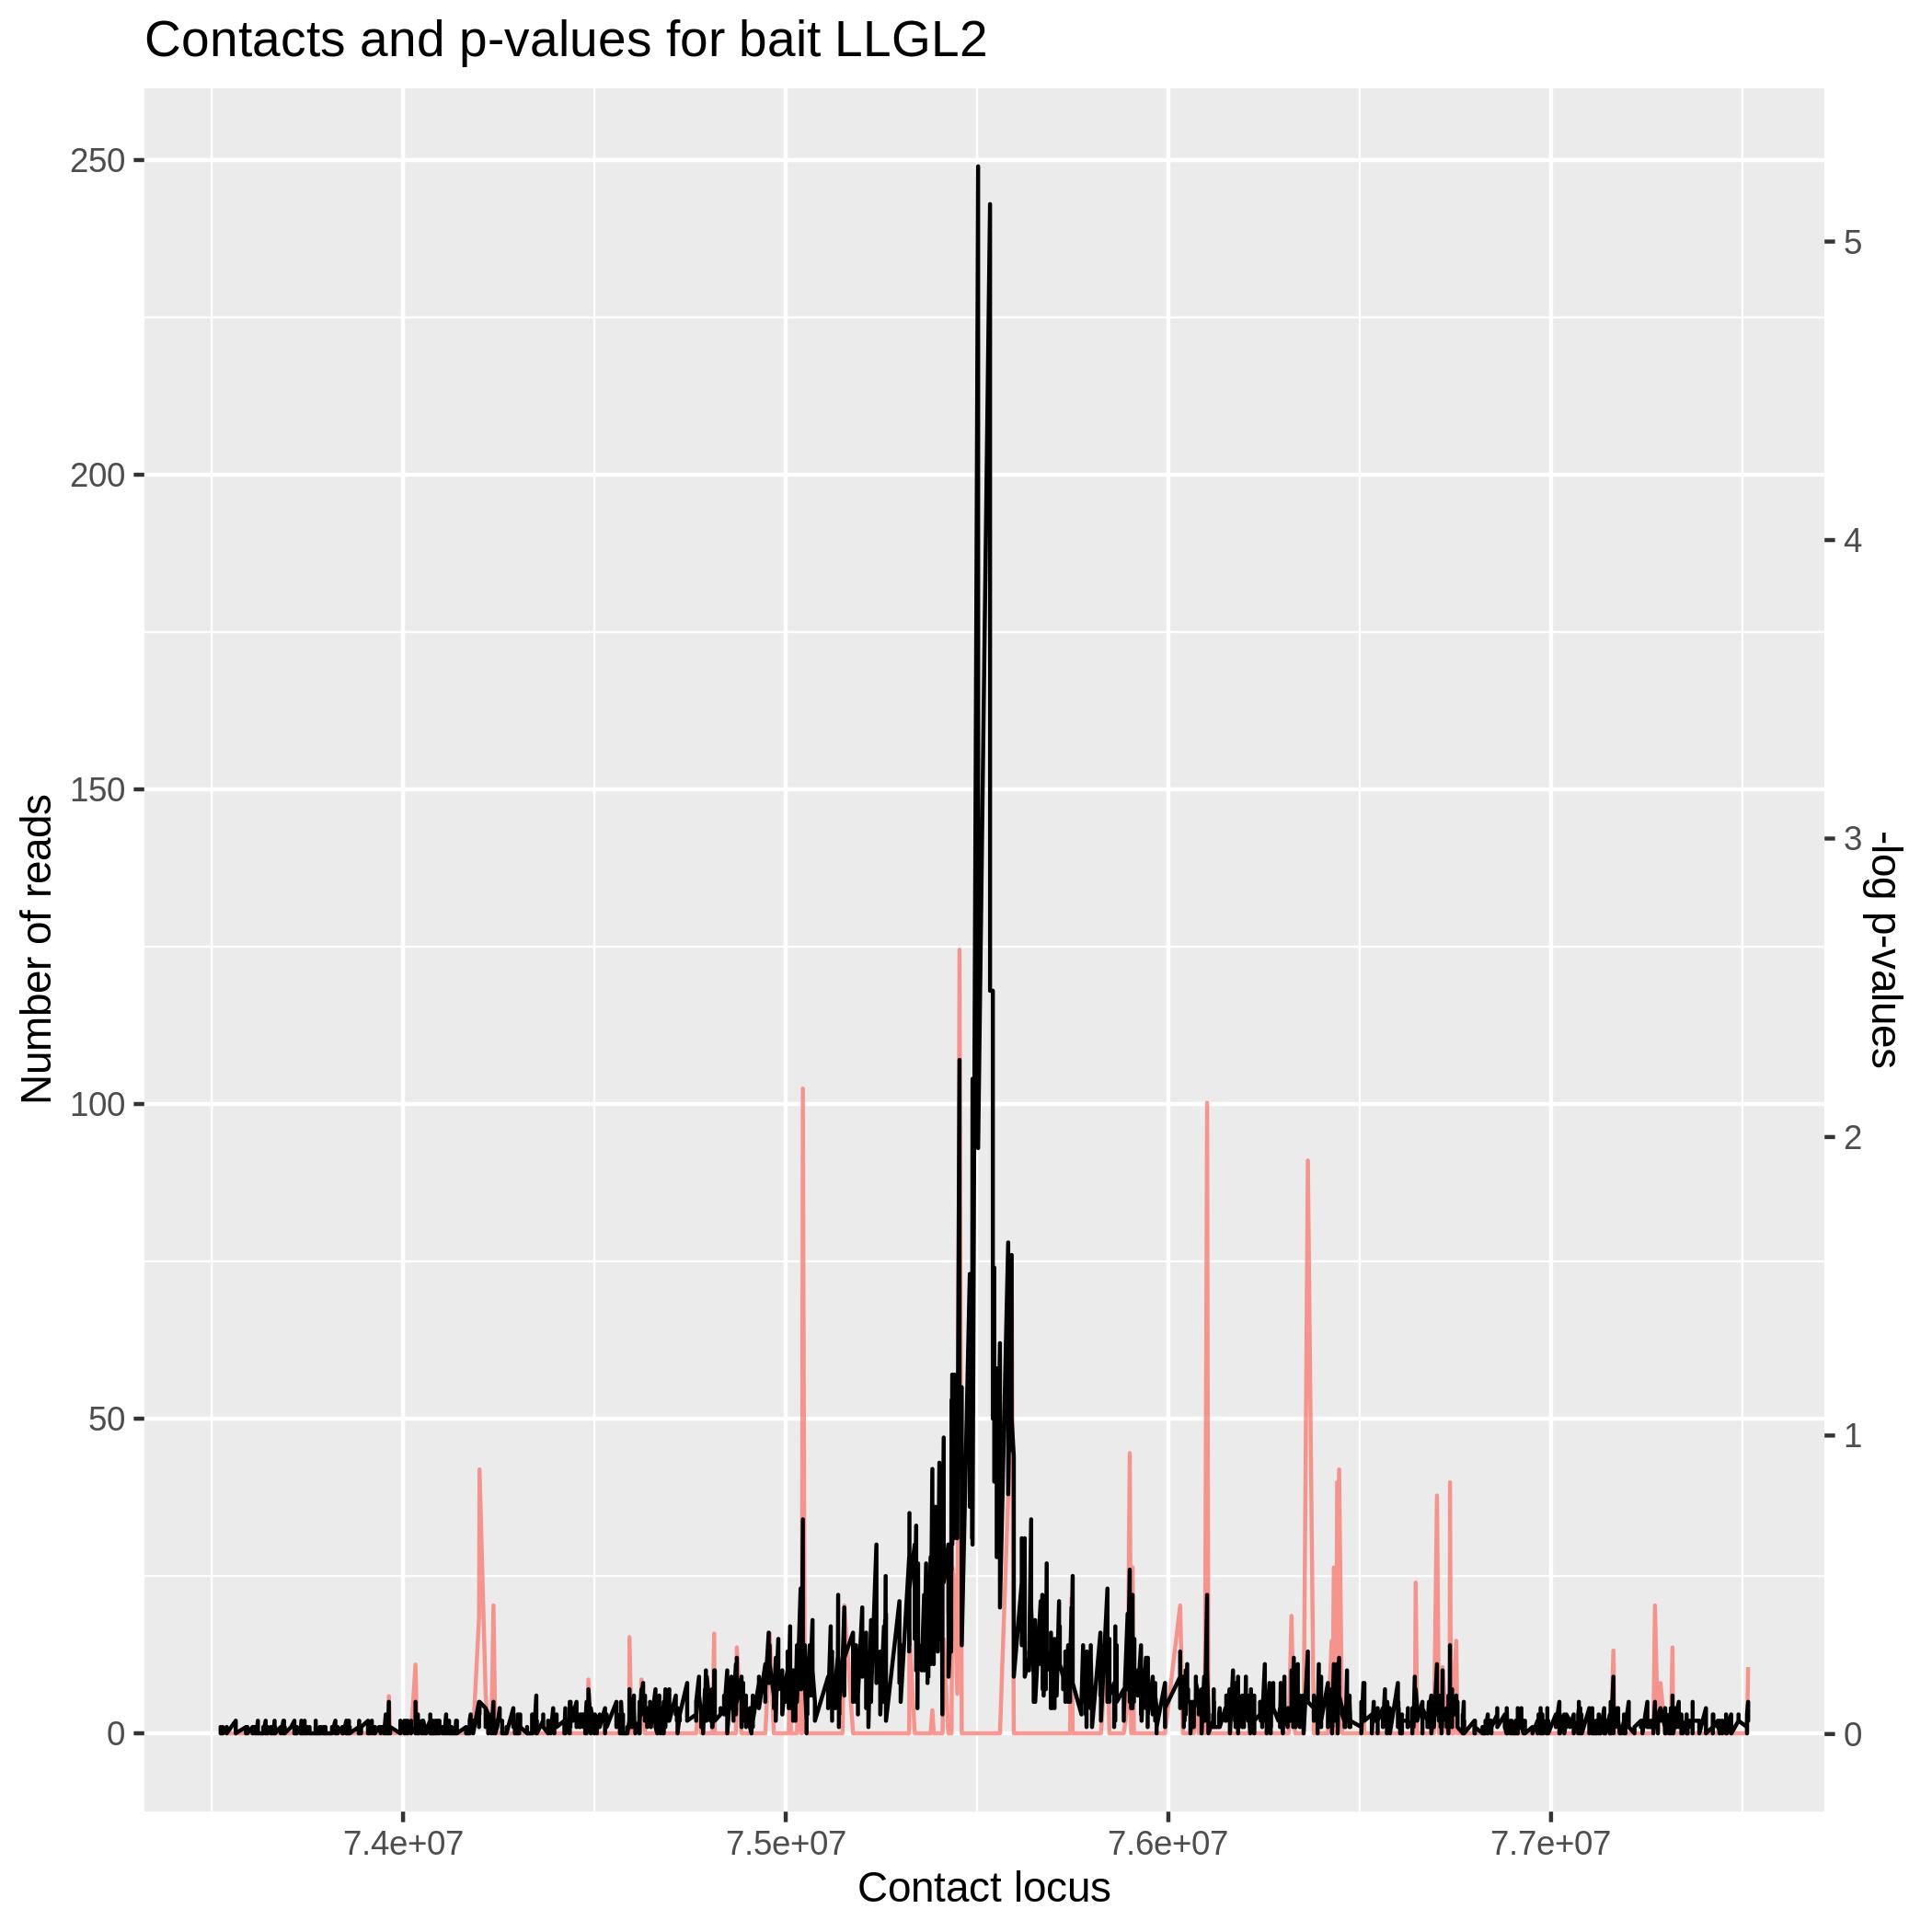 Contacts and p-values for bait LLGL2
250
200
150
100
50
0
Number of reads
5
4
3
2
1
0
-log p-values
7.4e+07
7.5e+07
7.6e+07
7.7e+07
Contact locus